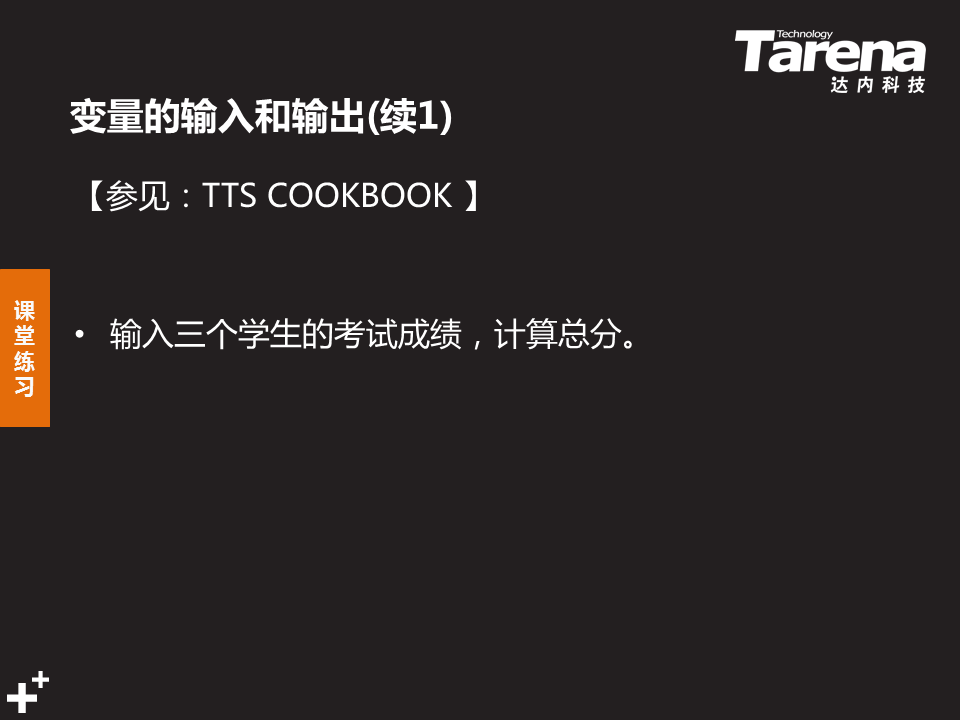 Technology
Tarena
达内科技
变量的输入和输出(续1)
【参见：TTS COOKBOOK 】
课
堂
练
习
• 输入三个学生的考试成绩，计算总分。